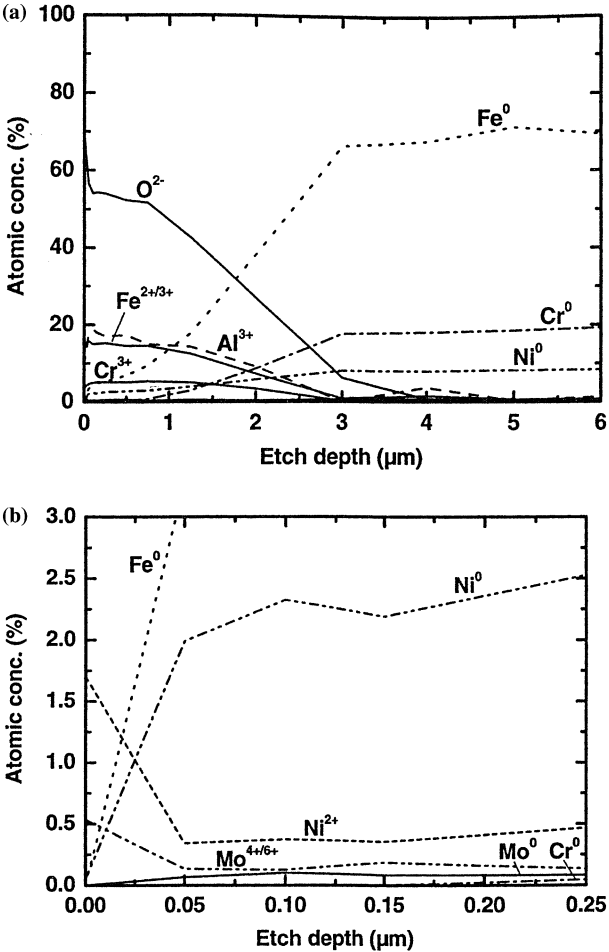 (a)
100
80
60
40
20
0
Atomic conc. (%)
O2-
Fe0
Fe2+/3+
Al3+
Cr3+
Cr0
Ni0
0 1 2 3 4 5 6
Etch depth (µm)
(b)
3.0
2.5
2.0
1.5
1.0
0.5
0.0
Atomic conc. (%)
Fe0
Ni0
Ni2+
Mo4+/6+
Mo0 Cr0
0.00 0.05 0.10 0.15 0.20 0.25
Etch depth (µm)